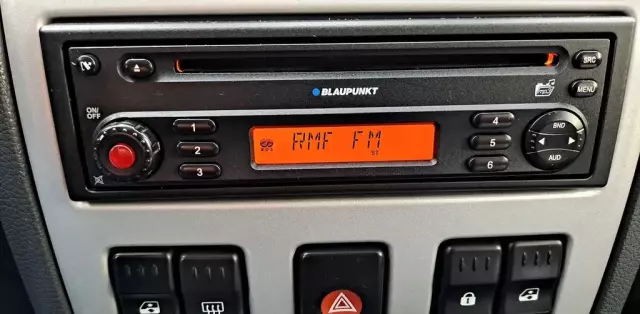 SRC
MENU
BLAUPUNKT
ON/
OFF
1
2
3
RMF FM
4
5
6
BND
AUD